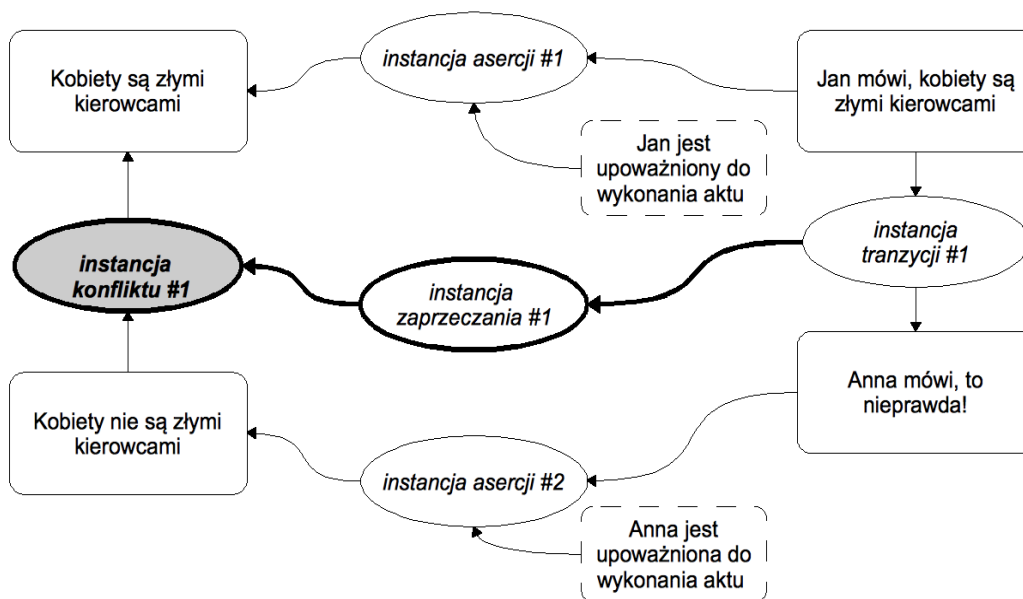 Kobiety są złymi
kierowcami
instancja asercji #1
Jan mówi, kobiety są
złymi kierowcami
Jan jest
upoważniony do
wykonania aktu
instancja
konfliktu #1
instancja
zaprzeczania #1
instancja
tranzycji #1
Kobiety nie są złymi
kierowcami
instancja asercji #2
Anna mówi, to
nieprawda!
Anna jest
upoważniona do
wykonania aktu